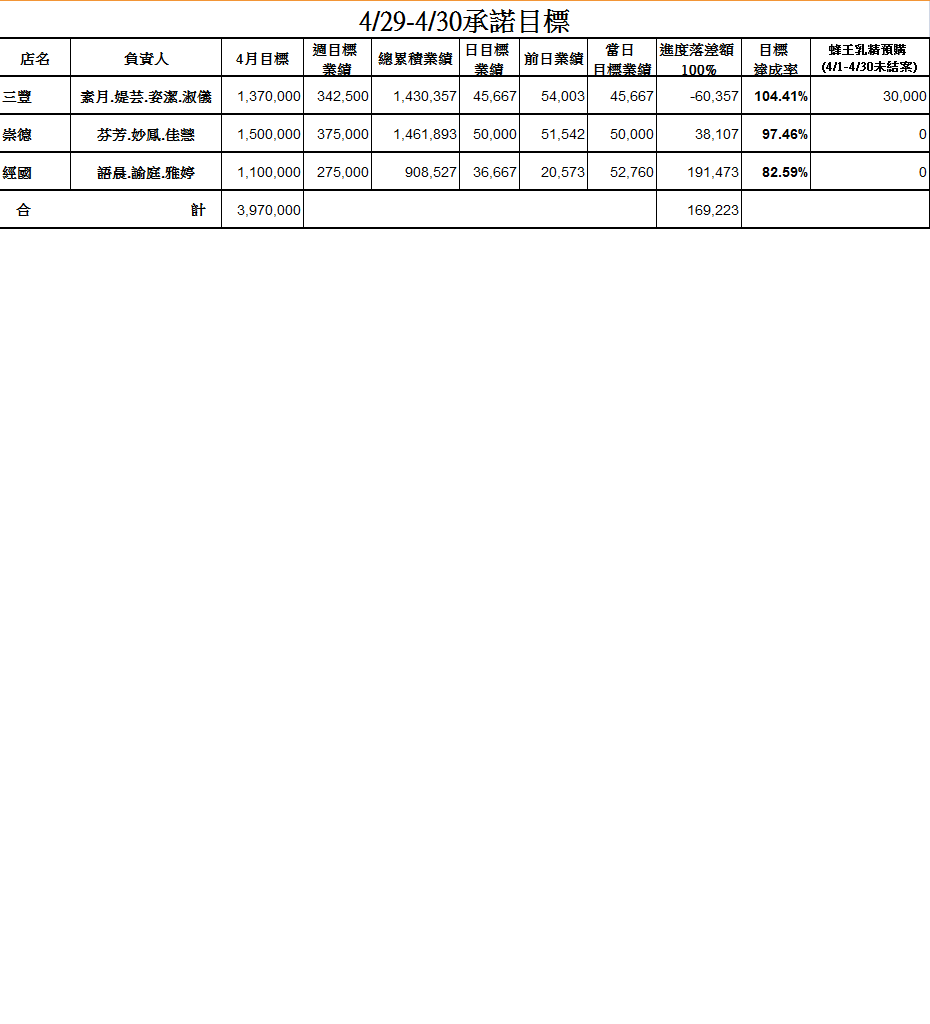 4/29-4/30承諾目標
店名 負責人 4月目標 週目標業績 總累積業績 日目標業績 前日業績 當日目標業績 進度落差額100% 目標達成率 蜂王乳精預購(4/1-4/30未結案)
三豐 素月.媞芸.姿潔.淑儀 1,370,000 342,500 1,430,357 45,667 54,003 45,667 -60,357 104.41% 30,000
崇德 芬芳.妙鳳.佳慧 1,500,000 375,000 1,461,893 50,000 51,542 50,000 38,107 97.46% 0
經國 語晨.諭庭.雅婷 1,100,000 275,000 908,527 36,667 20,573 52,760 191,473 82.59% 0
合 計 3,970,000 169,223